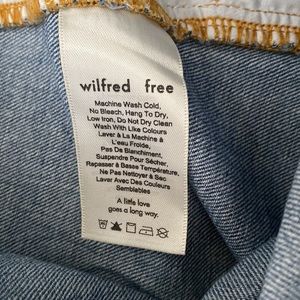 wilfred free
Machine Wash Cold,
No Bleach, Hang To Dry,
Low Iron, Do Not Dry Clean
Wash With Like Colours
Laver À La Machine à
L'eau Froide,
Pas De Blanchiment,
Suspendre Pour Sécher,
Repasser à Basse Température,
Ne Pas Nettoyer à Sac
Laver Avec Des Couleurs
Semblables
A little love
goes a long way.